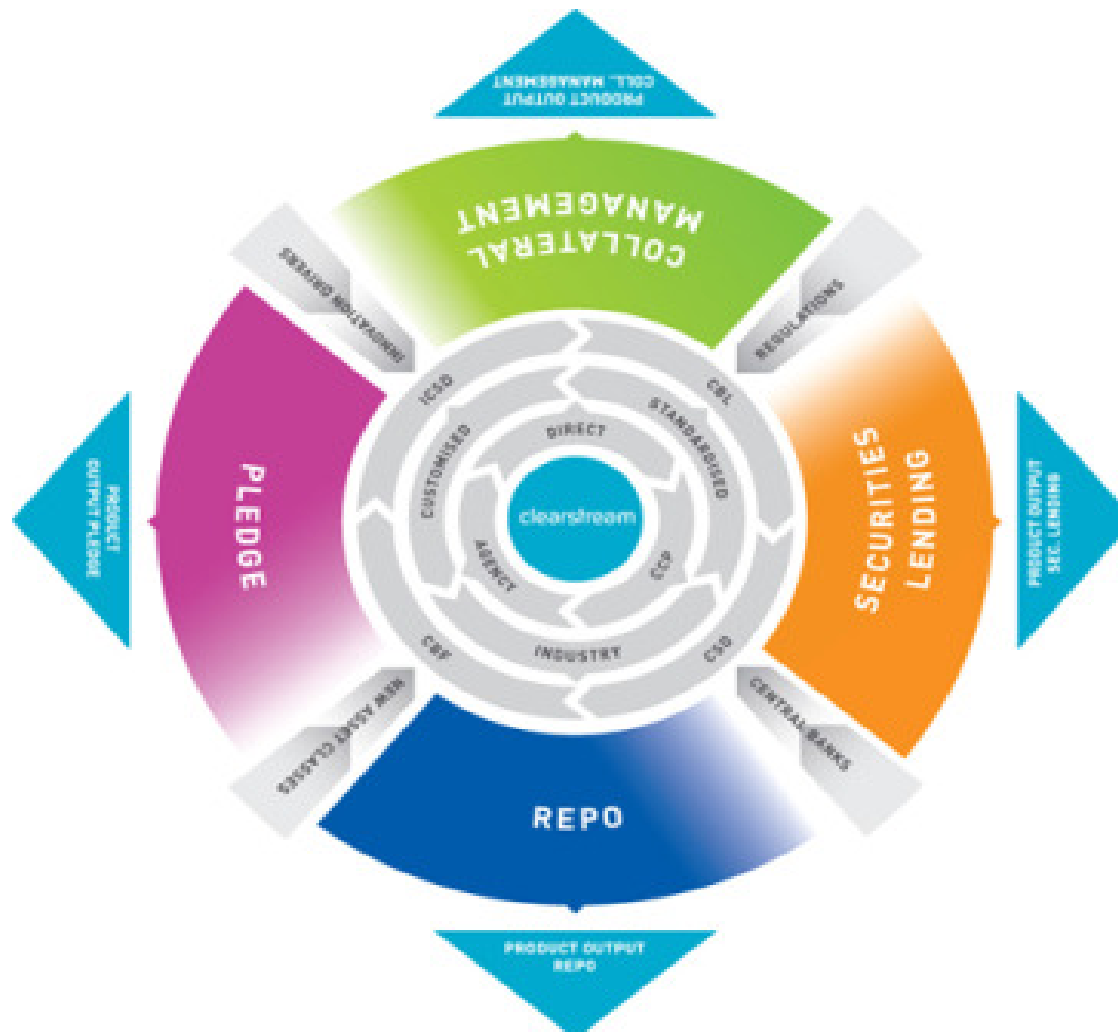 PRODUCT OUTPUT
COLL. MANAGEMENT
COLLATERAL
MANAGEMENT
INNOVATION DRIVERS
REGULATIONS
ICSD
CBL
CUSTOMISED
STANDARDISED
DIRECT
PLEDGE
SECURITIES
LENDING
PRODUCT
OUTPUT PLEDGE
PRODUCT OUTPUT
SEC. LENDING
clearstream
AGENCY
CCP
INDUSTRY
CBF
CSD
NEW ASSET CLASSES
CENTRAL BANKS
REPO
PRODUCT OUTPUT
REPO